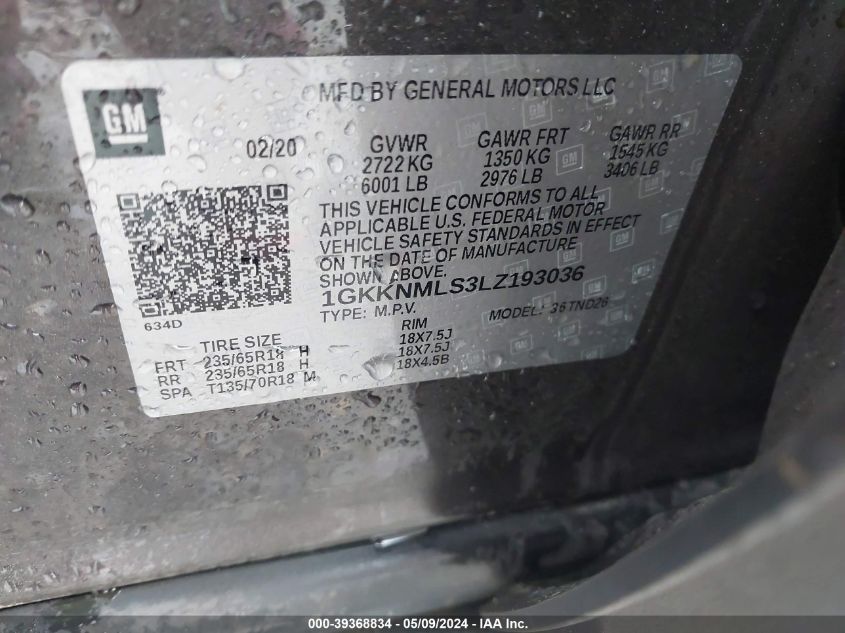 GM
MFD BY GENERAL MOTORS LLC
02/20
GVWR
2722 KG
6001 LB
GAWR FRT
1350 KG
2976 LB
GAWR RR
1545 KG
3406 LB
THIS VEHICLE CONFORMS TO ALL
APPLICABLE U.S. FEDERAL MOTOR
VEHICLE SAFETY STANDARDS IN EFFECT
ON THE DATE OF MANUFACTURE
SHOWN ABOVE.
1GKKNMLS3LZ193036
TYPE: M.P.V.
MODEL: 36TND26
634D
TIRE SIZE
RIM
FRT 235/65R18 H 18X7.5J
RR 235/65R18 H 18X7.5J
SPA T135/70R18 M 18X4.5B
000-39368834 - 05/09/2024 - IAA Inc.